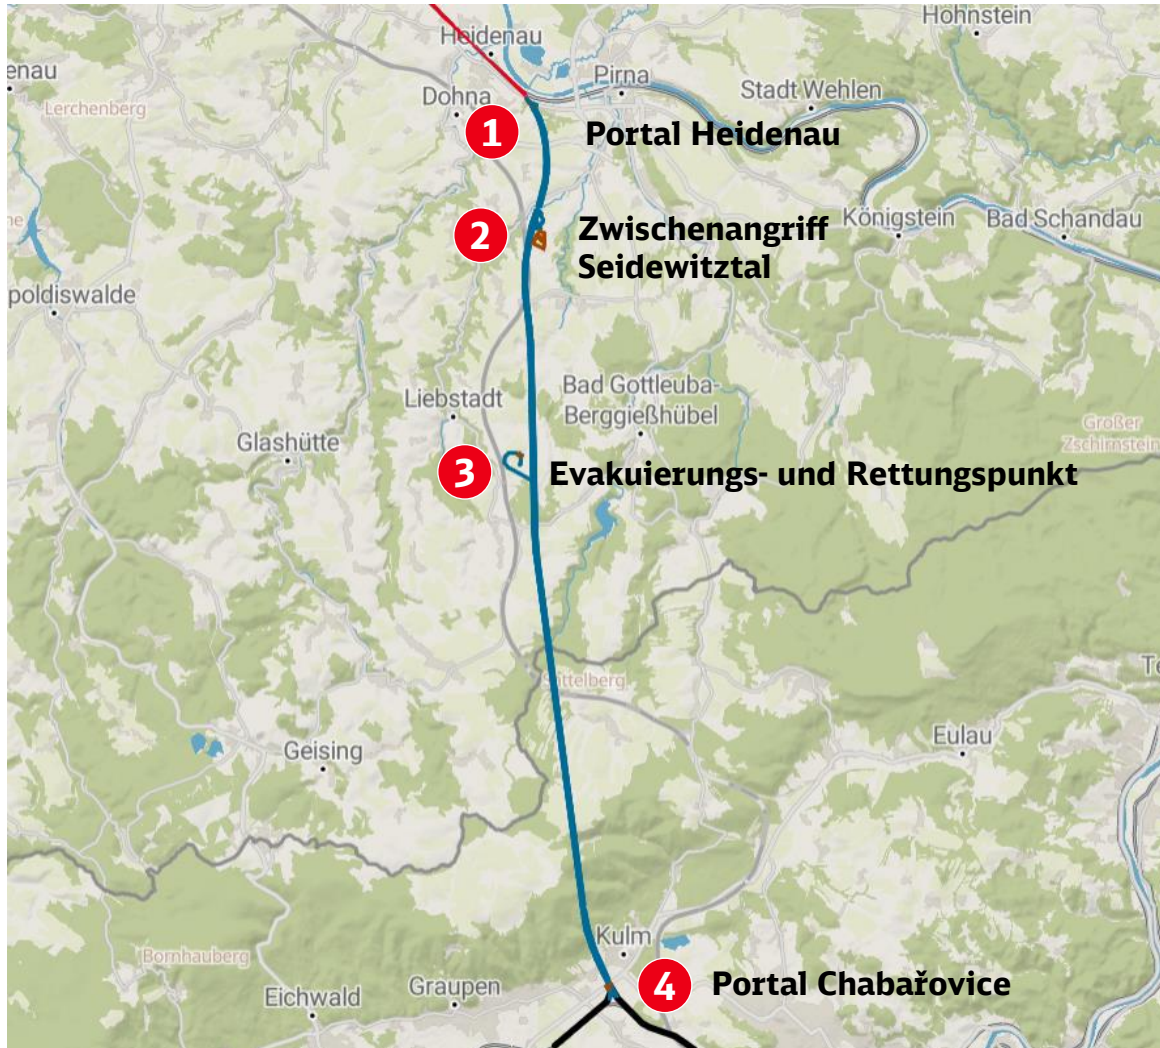 Hohnstein
Heidenau
enau
Pirna
Lerchenberg
Dohna
Stadt Wehlen
1
Portal Heidenau
2
Zwischenangriff
Seidewitztal
Königstein
Bad Schandau
poldiswalde
Liebstadt
Bad Gottleuba-
Berggießhübel
Großer
Zschirnstein
Glashütte
3
Evakuierungs- und Rettungspunkt
Sattelberg
Te
Geising
Eulau
Kulm
Bornhauberg
Eichwald
Graupen
4
Portal Chabařovice